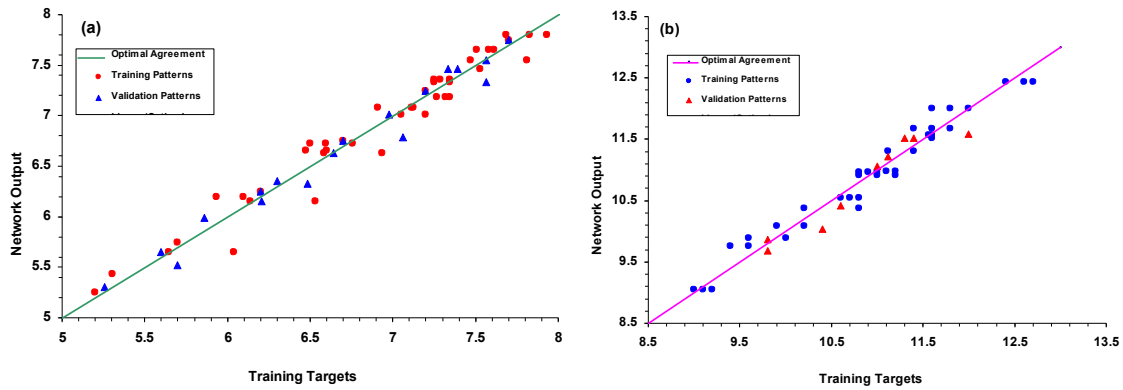 (a)
Optimal Agreement
Training Patterns
Validation Patterns
8
7.5
7
6.5
6
5.5
5
5 5.5 6 6.5 7 7.5 8
Network Output
Training Targets
(b)
Optimal Agreement
Training Patterns
Validation Patterns
13.5
12.5
11.5
10.5
9.5
8.5
8.5 9.5 10.5 11.5 12.5 13.5
Network Output
Training Targets